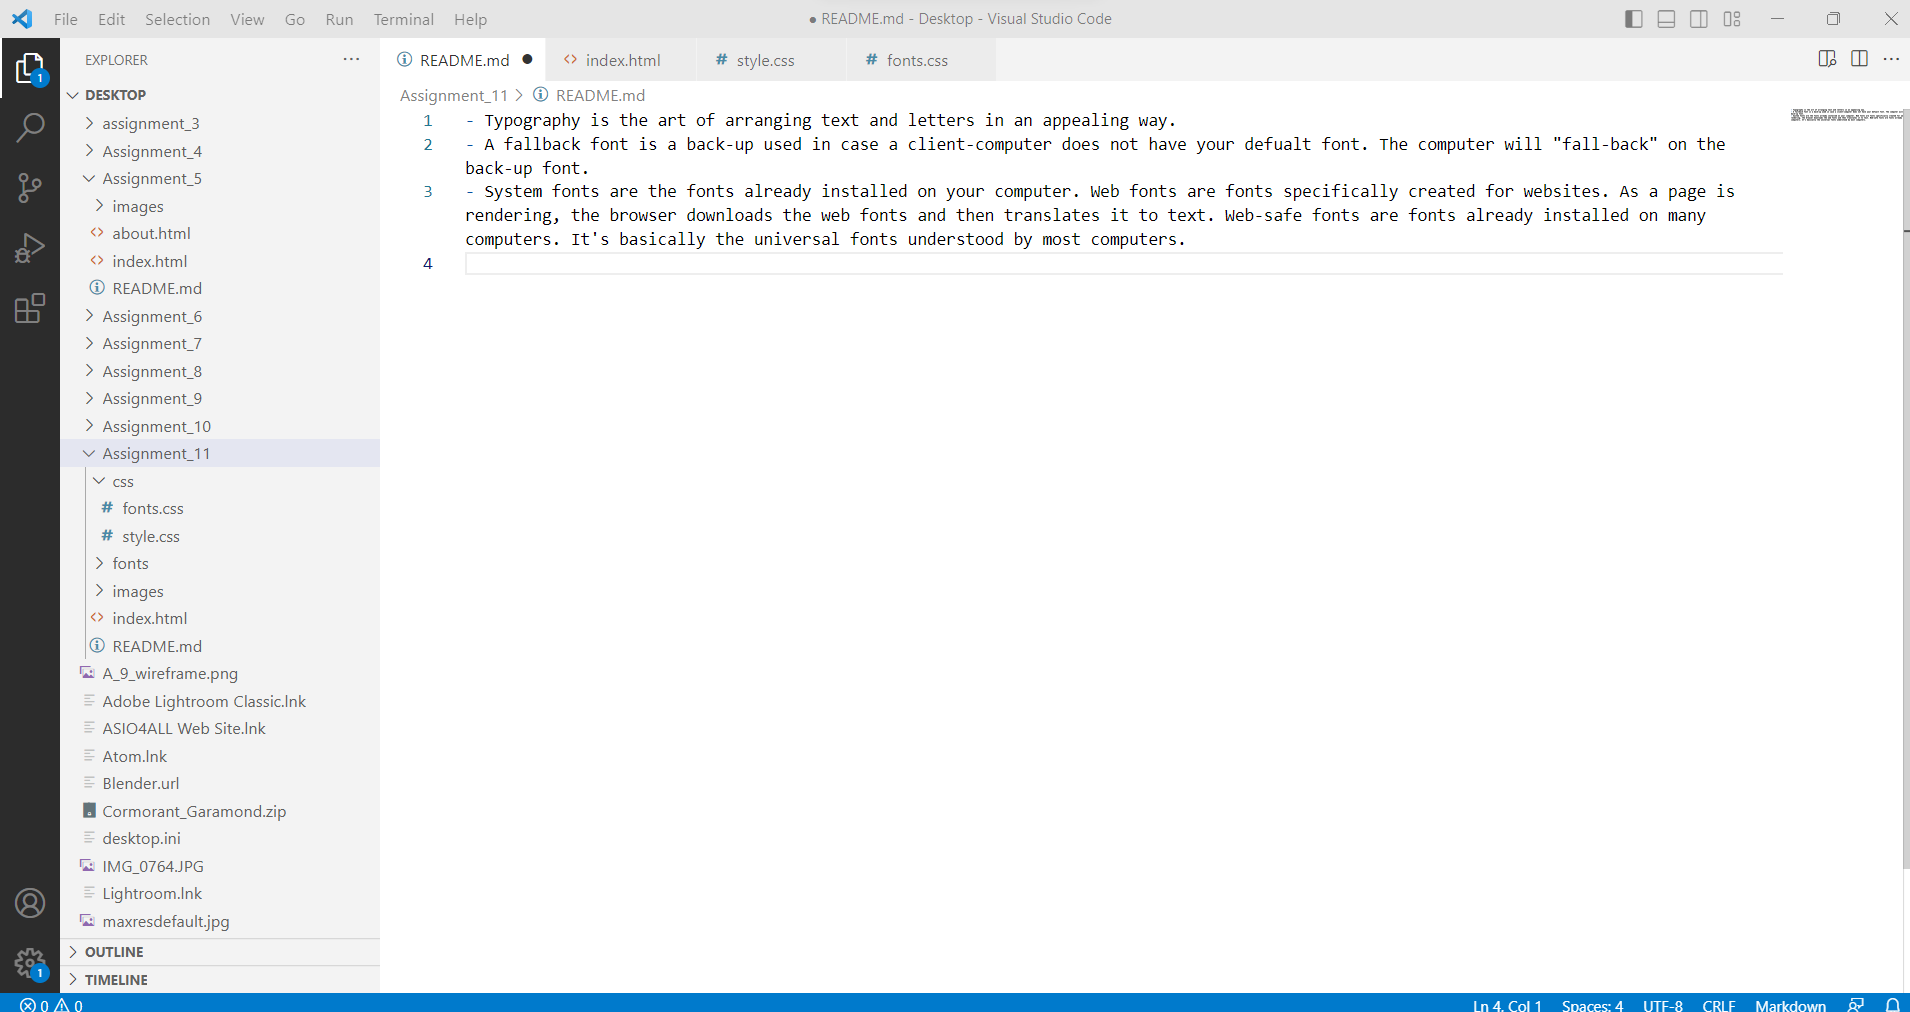 File Edit Selection View Go Run Terminal Help
● README.md - Desktop - Visual Studio Code
EXPLORER
README.md
index.html
# style.css
# fonts.css
Assignment_11 > README.md
DESKTOP
assignment_3
Assignment_4
Assignment_5
images
about.html
index.html
README.md
Assignment_6
Assignment_7
Assignment_8
Assignment_9
Assignment_10
Assignment_11
css
# fonts.css
# style.css
fonts
images
index.html
README.md
A_9_wireframe.png
Adobe Lightroom Classic.lnk
ASIO4ALL Web Site.lnk
Atom.lnk
Blender.url
Cormorant_Garamond.zip
desktop.ini
IMG_0764.JPG
Lightroom.lnk
maxresdefault.jpg
OUTLINE
TIMELINE
1 - Typography is the art of arranging text and letters in an appealing way.
2 - A fallback font is a back-up used in case a client-computer does not have your defualt font. The computer will "fall-back" on the
back-up font.
3 - System fonts are the fonts already installed on your computer. Web fonts are fonts specifically created for websites. As a page is
rendering, the browser downloads the web fonts and then translates it to text. Web-safe fonts are fonts already installed on many
computers. It's basically the universal fonts understood by most computers.
4
1
1
0 0
Ln 4, Col 1 Spaces: 4 UTF-8 CRLF Markdown